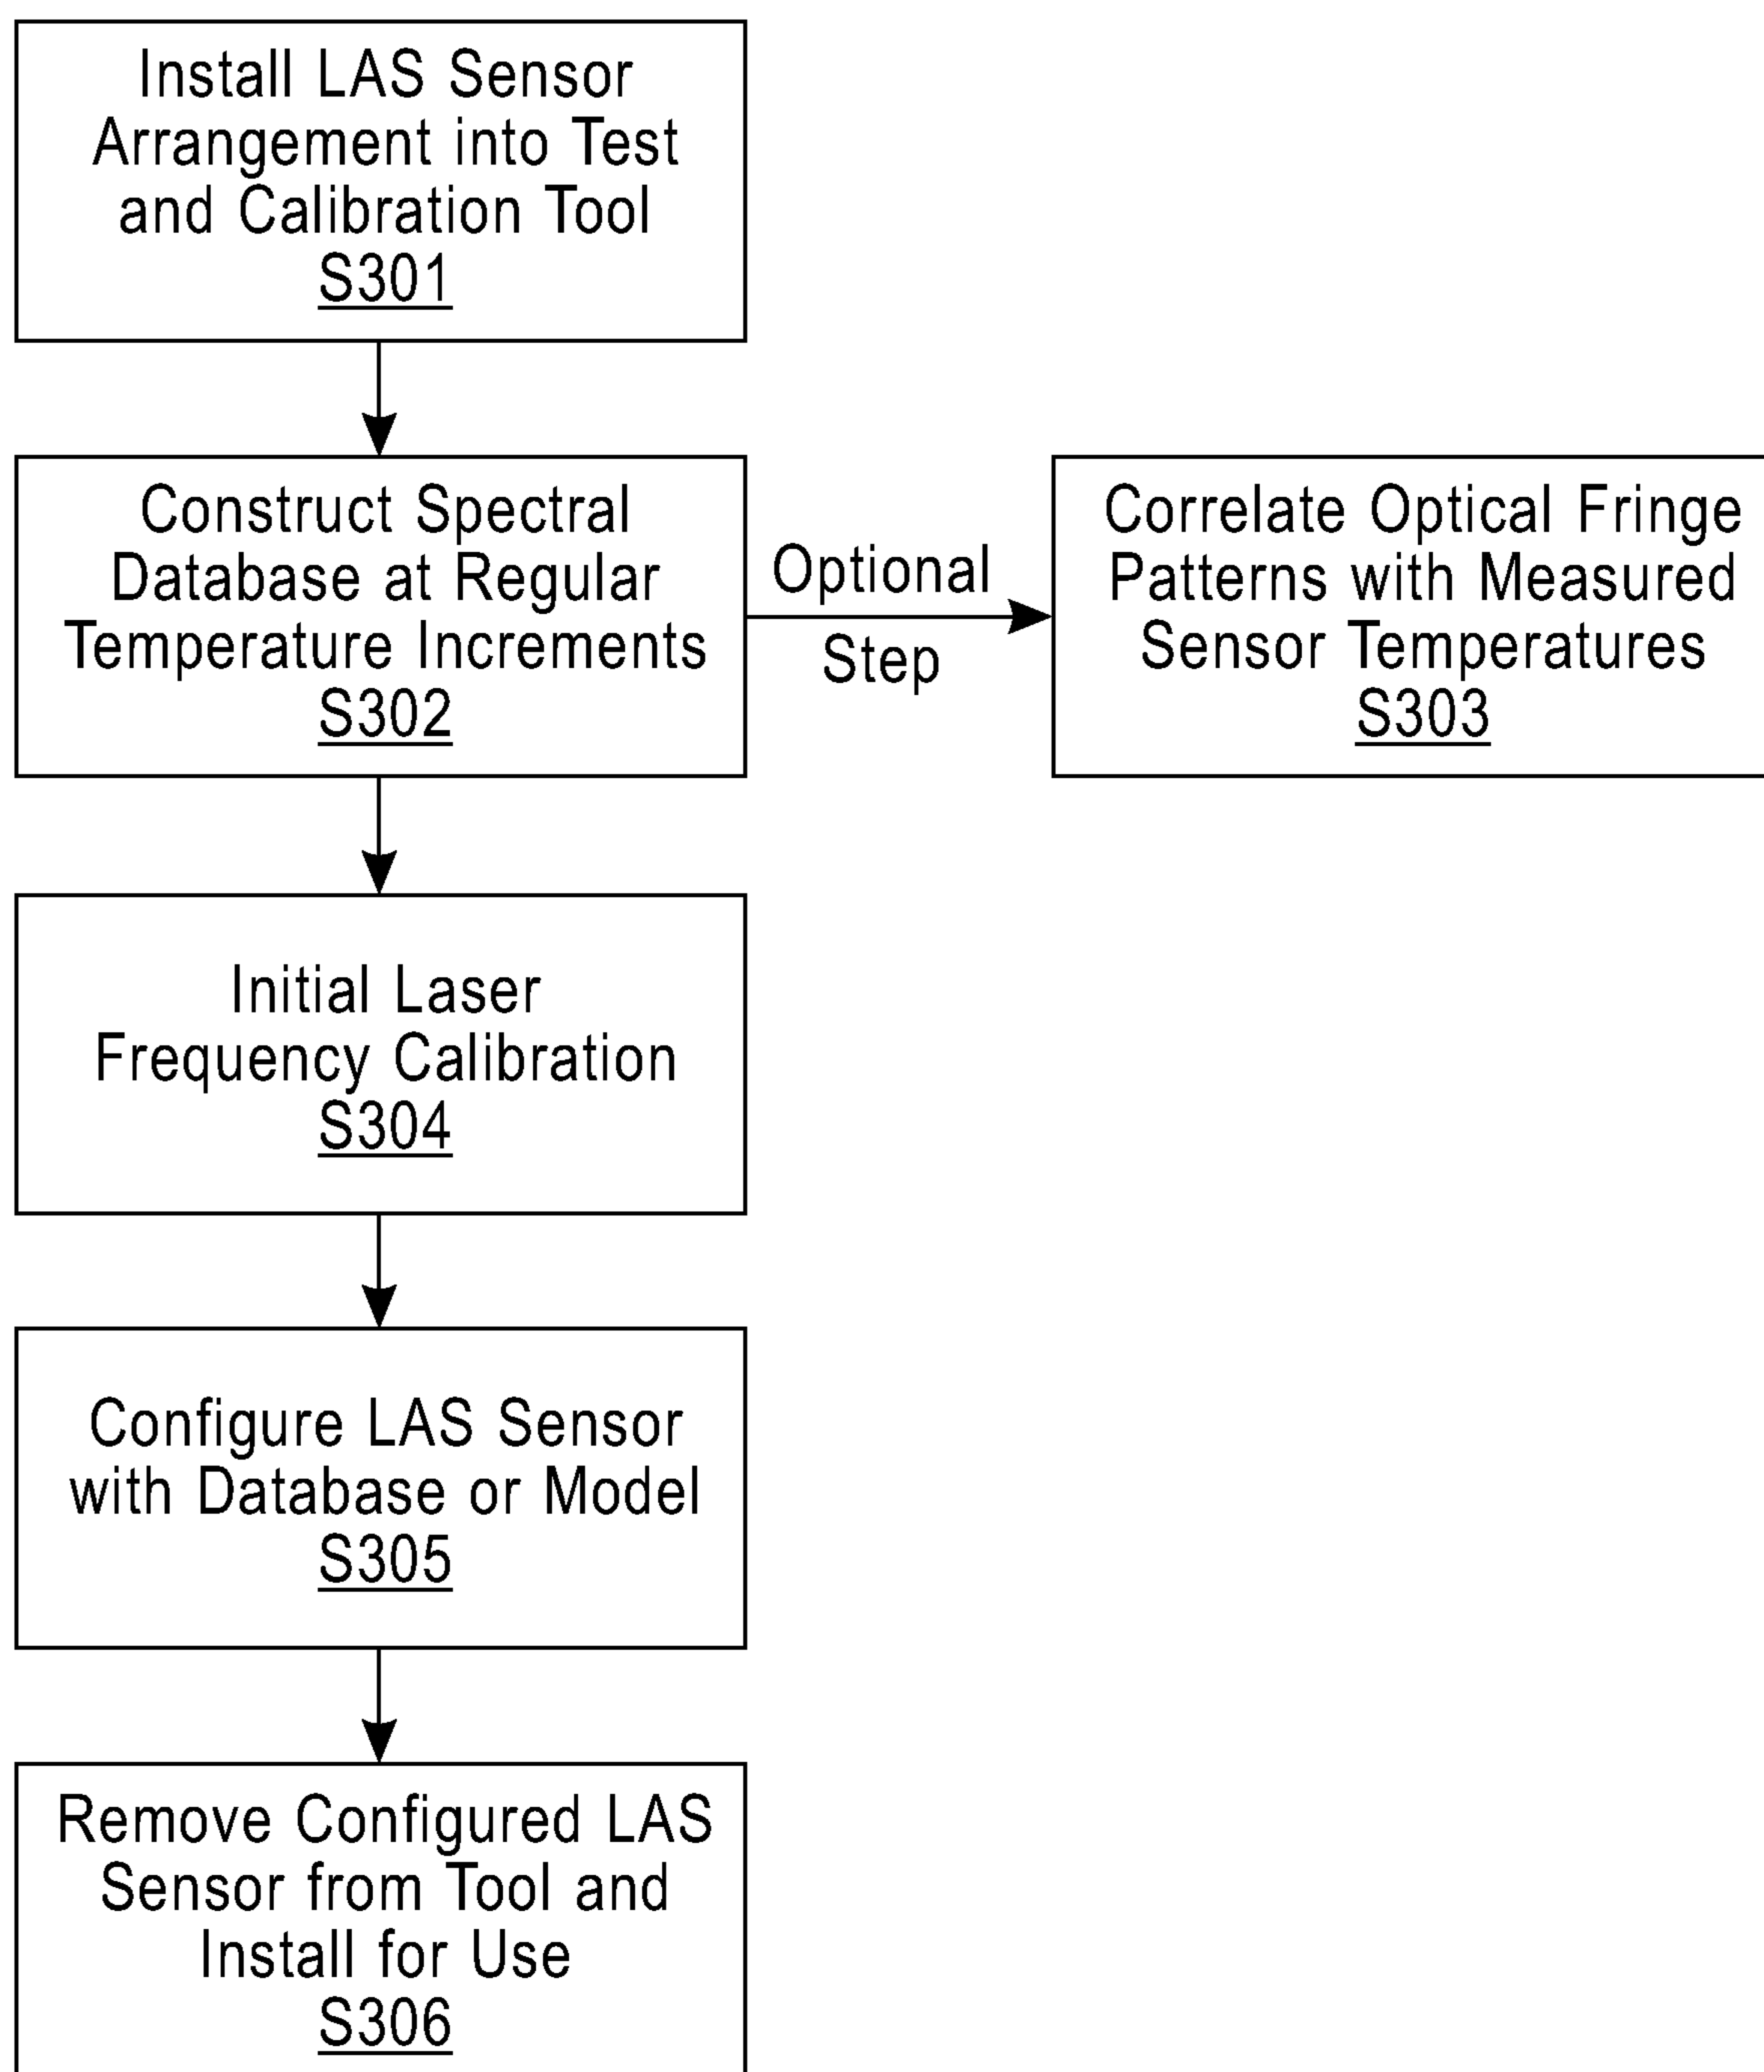 Install LAS Sensor
Arrangement into Test
and Calibration Tool
S301
Construct Spectral
Database at Regular
Temperature Increments
S302
Optional
Step
Correlate Optical Fringe
Patterns with Measured
Sensor Temperatures
S303
Initial Laser
Frequency Calibration
S304
Configure LAS Sensor
with Database or Model
S305
Remove Configured LAS
Sensor from Tool and
Install for Use
S306